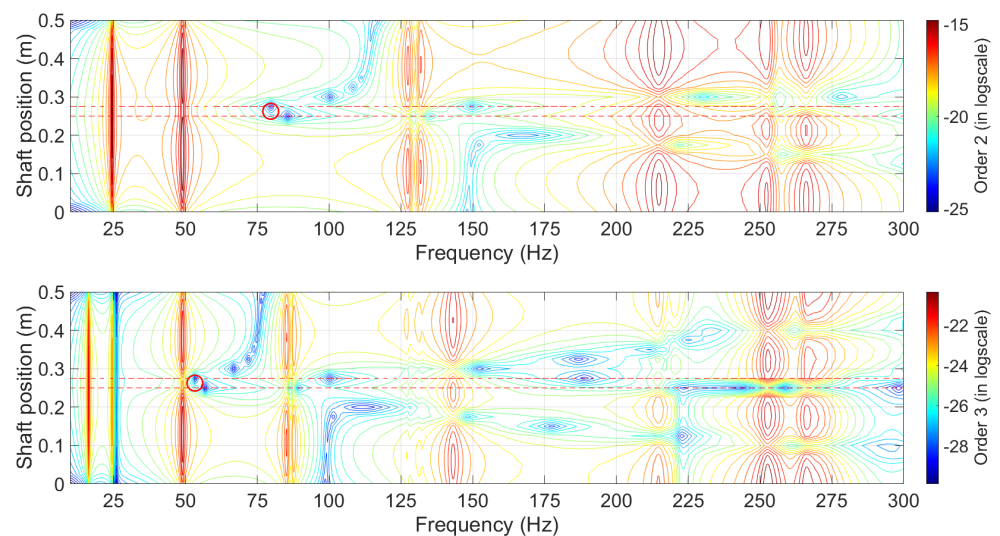 0.5
0.4
0.3
0.2
0.1
0
Shaft position (m)
25 50 75 100 125 150 175 200 225 250 275 300
Frequency (Hz)
-15
-20
-25
Order 2 (in logscale)
0.5
0.4
0.3
0.2
0.1
0
Shaft position (m)
25 50 75 100 125 150 175 200 225 250 275 300
Frequency (Hz)
-22
-24
-26
-28
Order 3 (in logscale)